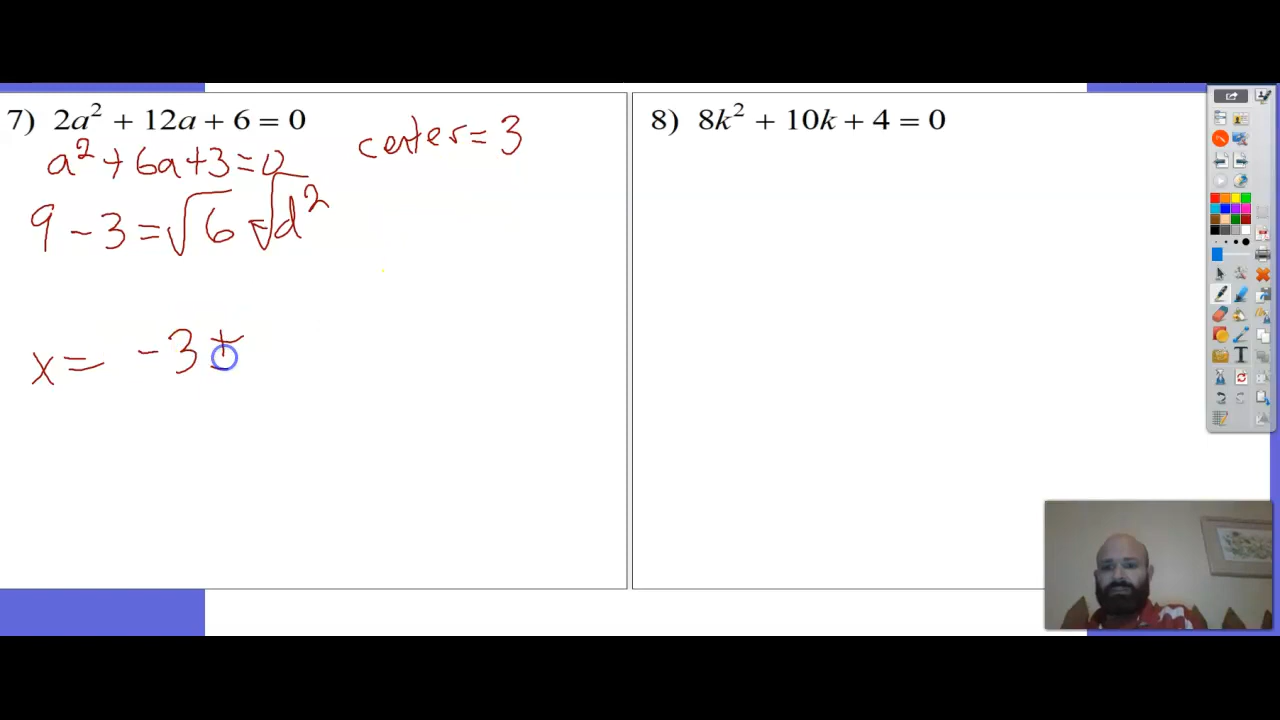 7) 2a² + 12a + 6 = 0
a² + 6a + 3 = 0
center = 3
9 - 3 = √6 = √d²
x = -3 ±
8) 8k² + 10k + 4 = 0